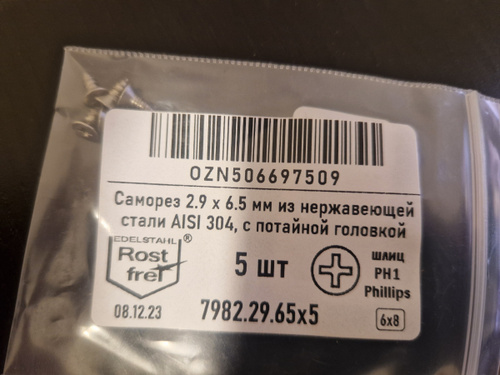 OZN506697509
Саморез 2.9 x 6.5 мм из нержавеющей
стали AISI 304, с потайной головкой
EDELSTAHL®
Rost
frei
5 шт
шлиц
PH1
Phillips
08.12.23
7982.29.65x5
6x8